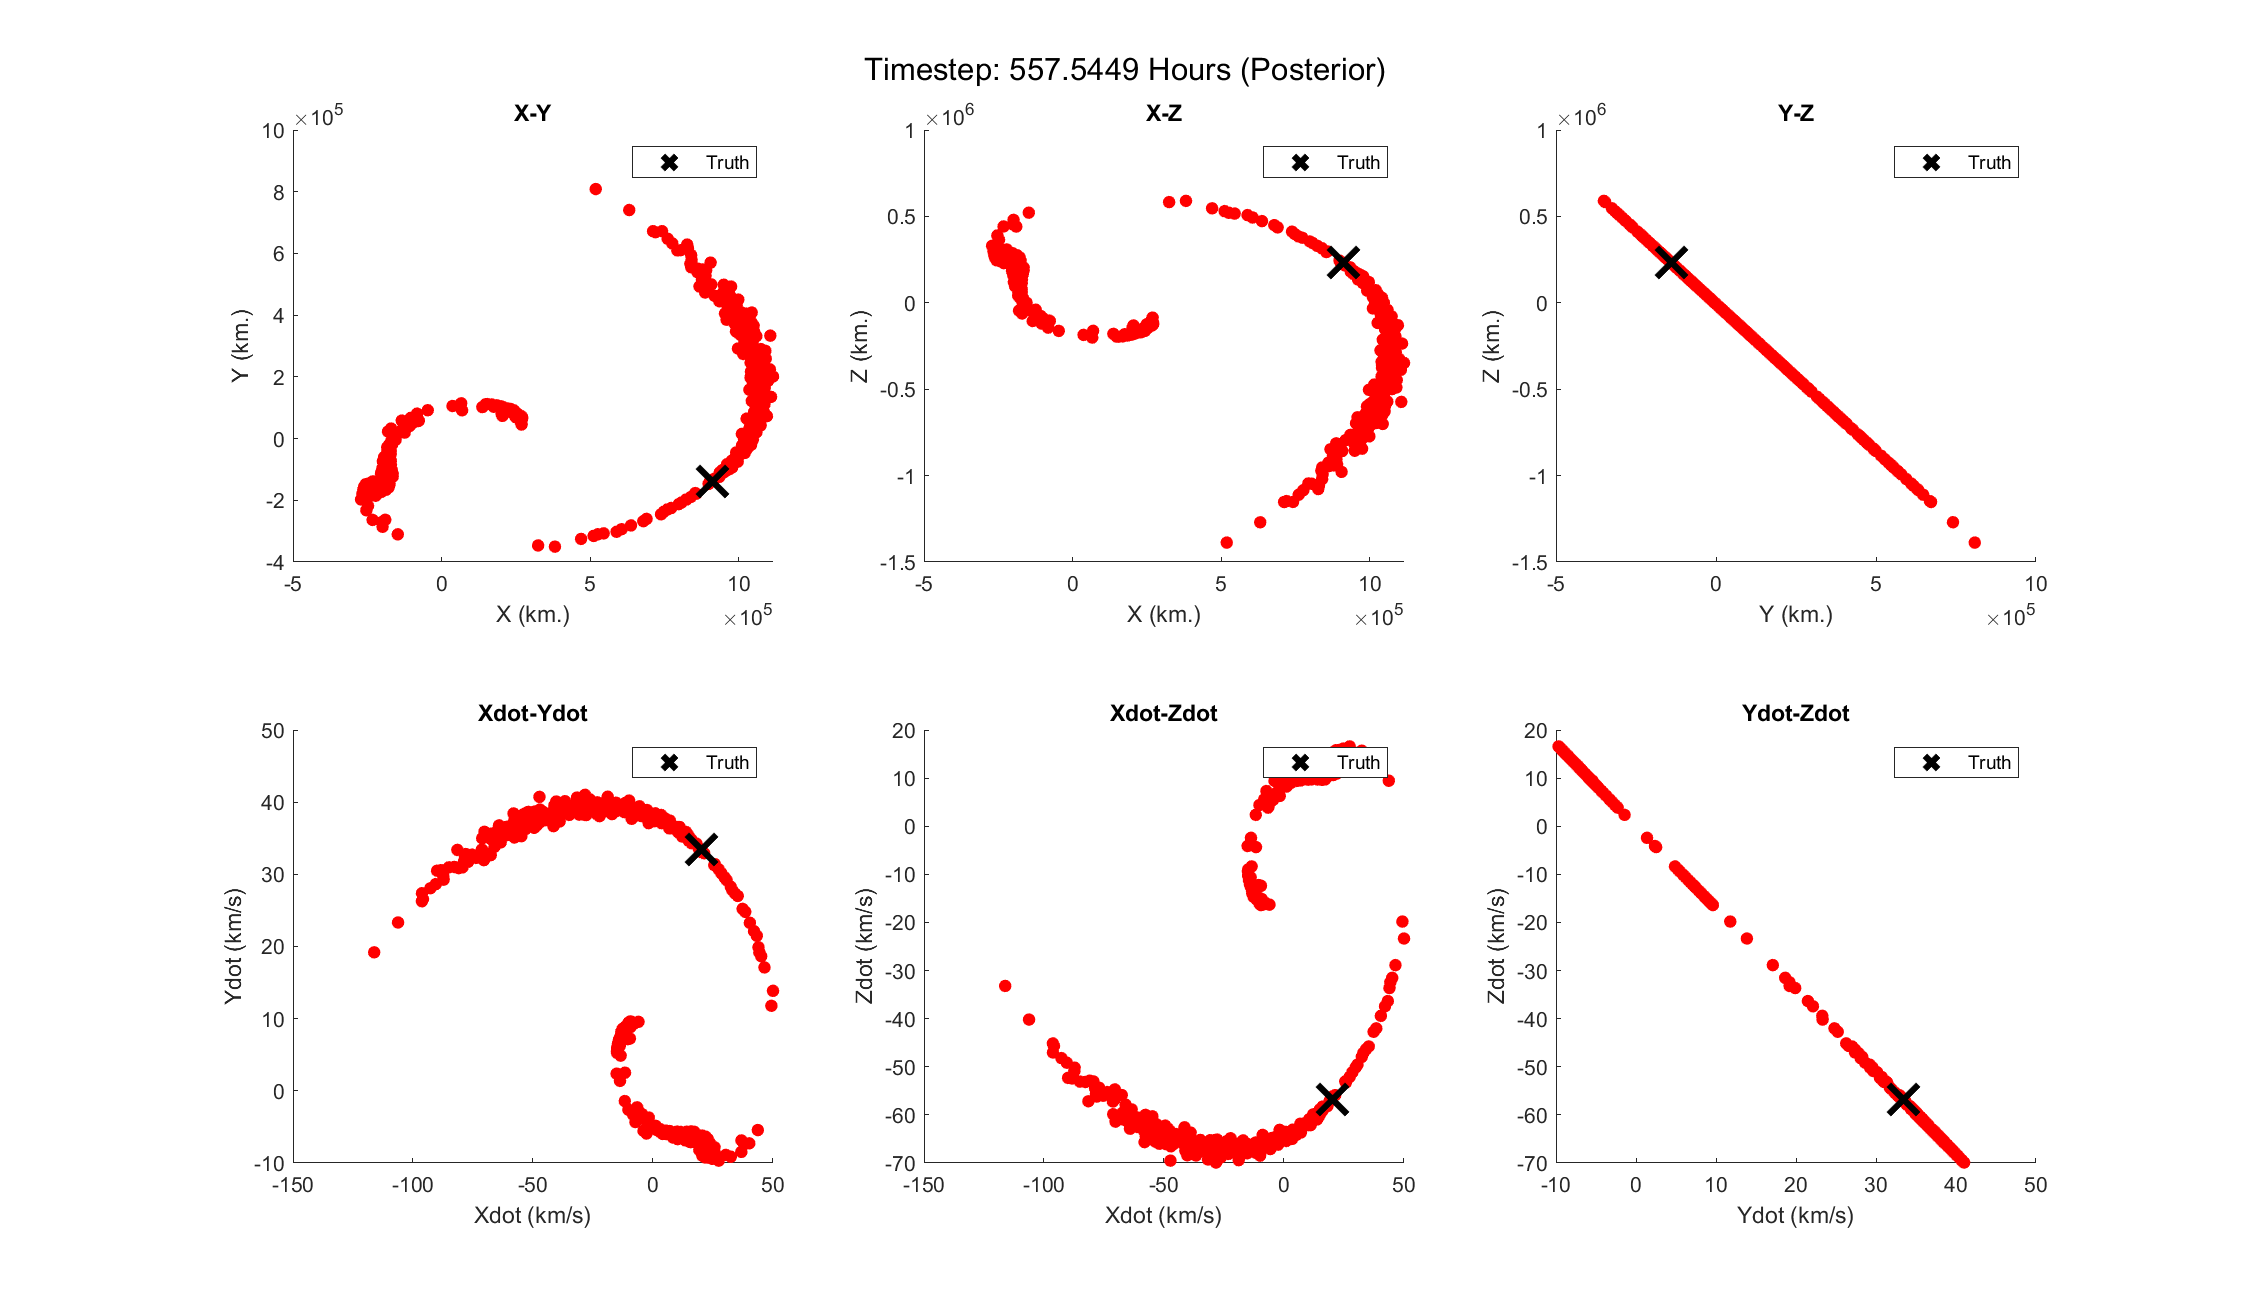 Timestep: 557.5449 Hours (Posterior)
X-Y
×10^5
10
8
6
4
2
0
-2
-4
Y (km.)
-5 0 5 10
×10^5
X (km.)
Truth
X-Z
×10^6
1
0.5
0
-0.5
-1
-1.5
Z (km.)
-5 0 5 10
×10^5
X (km.)
Truth
Y-Z
×10^6
1
0.5
0
-0.5
-1
-1.5
Z (km.)
-5 0 5 10
×10^5
Y (km.)
Truth
Xdot-Ydot
50
40
30
20
10
0
-10
Ydot (km/s)
-150 -100 -50 0 50
Xdot (km/s)
Truth
Xdot-Zdot
20
10
0
-10
-20
-30
-40
-50
-60
-70
Zdot (km/s)
-150 -100 -50 0 50
Xdot (km/s)
Truth
Ydot-Zdot
20
10
0
-10
-20
-30
-40
-50
-60
-70
Zdot (km/s)
-10 0 10 20 30 40 50
Ydot (km/s)
Truth